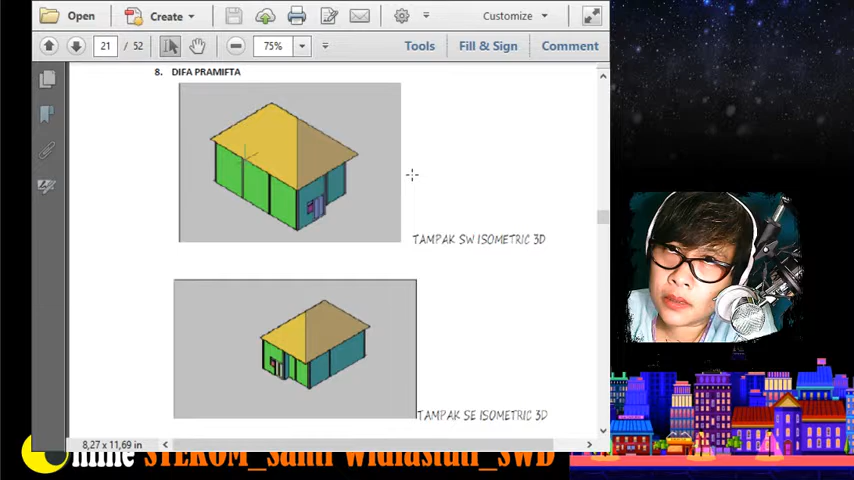 Open
Create
Customize
21 / 52
75%
Tools
Fill & Sign
Comment
8. DIFA PRAMIFTA
TAMPAK SW ISOMETRIC 3D
TAMPAK SE ISOMETRIC 3D
8,27 x 11,69 in
nline STEKOM_Santi Widiastuti_SWD